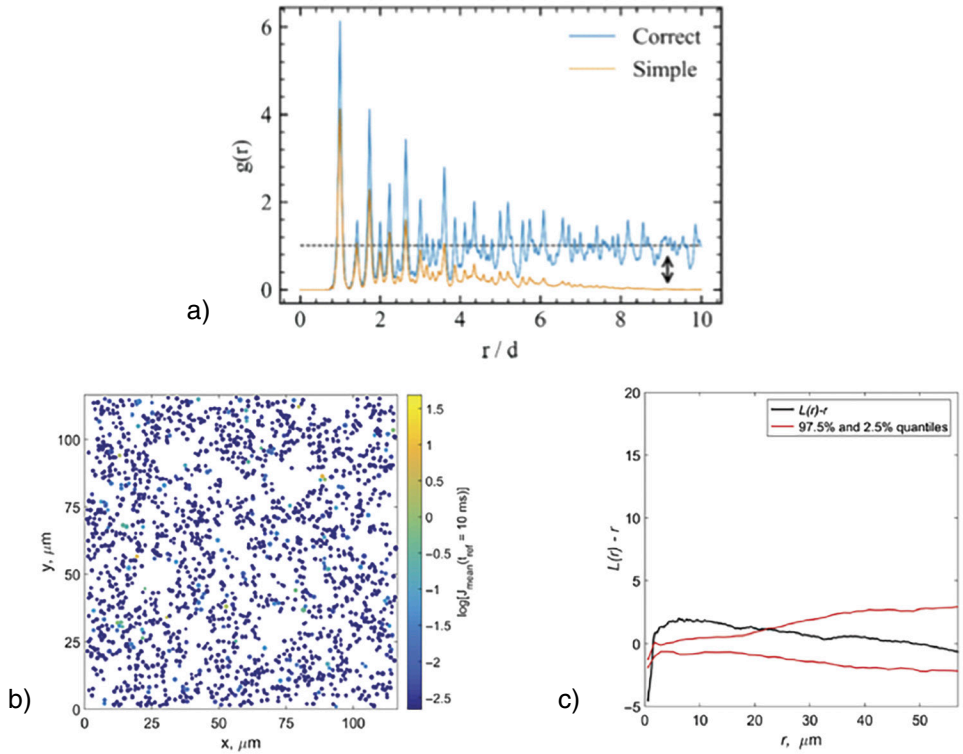 6
4
2
0
g(r)
Correct
Simple
0 2 4 6 8 10
r / d
a)
100
75
50
25
0
y, µm
0 25 50 75 100
x, µm
1.5
1
0.5
0
−0.5
−1
−1.5
−2
−2.5
log[J_mean(t_ref = 10 ms)]
b)
20
15
10
5
0
−5
L(r) - r
L(r)-r
97.5% and 2.5% quantiles
0 10 20 30 40 50
r, µm
c)